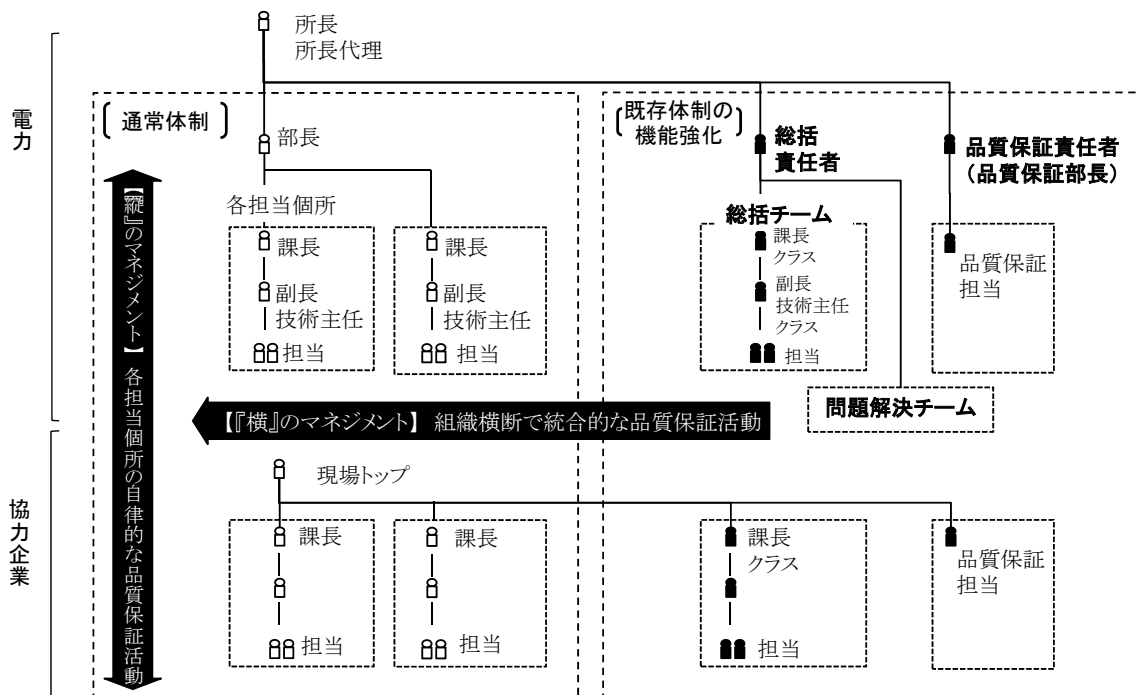 所長
所長代理
電力
通常体制
部長
各担当個所
課長
副長
技術主任
担当
課長
副長
技術主任
担当
既存体制の
機能強化
総括
責任者
品質保証責任者
(品質保証部長)
総括チーム
課長
クラス
副長
技術主任
クラス
担当
品質保証
担当
問題解決チーム
【『縦』のマネジメント】 各担当個所の自律的な品質保証活動
【『横』のマネジメント】 組織横断で統合的な品質保証活動
協力企業
現場トップ
課長
担当
課長
担当
課長
クラス
担当
品質保証
担当